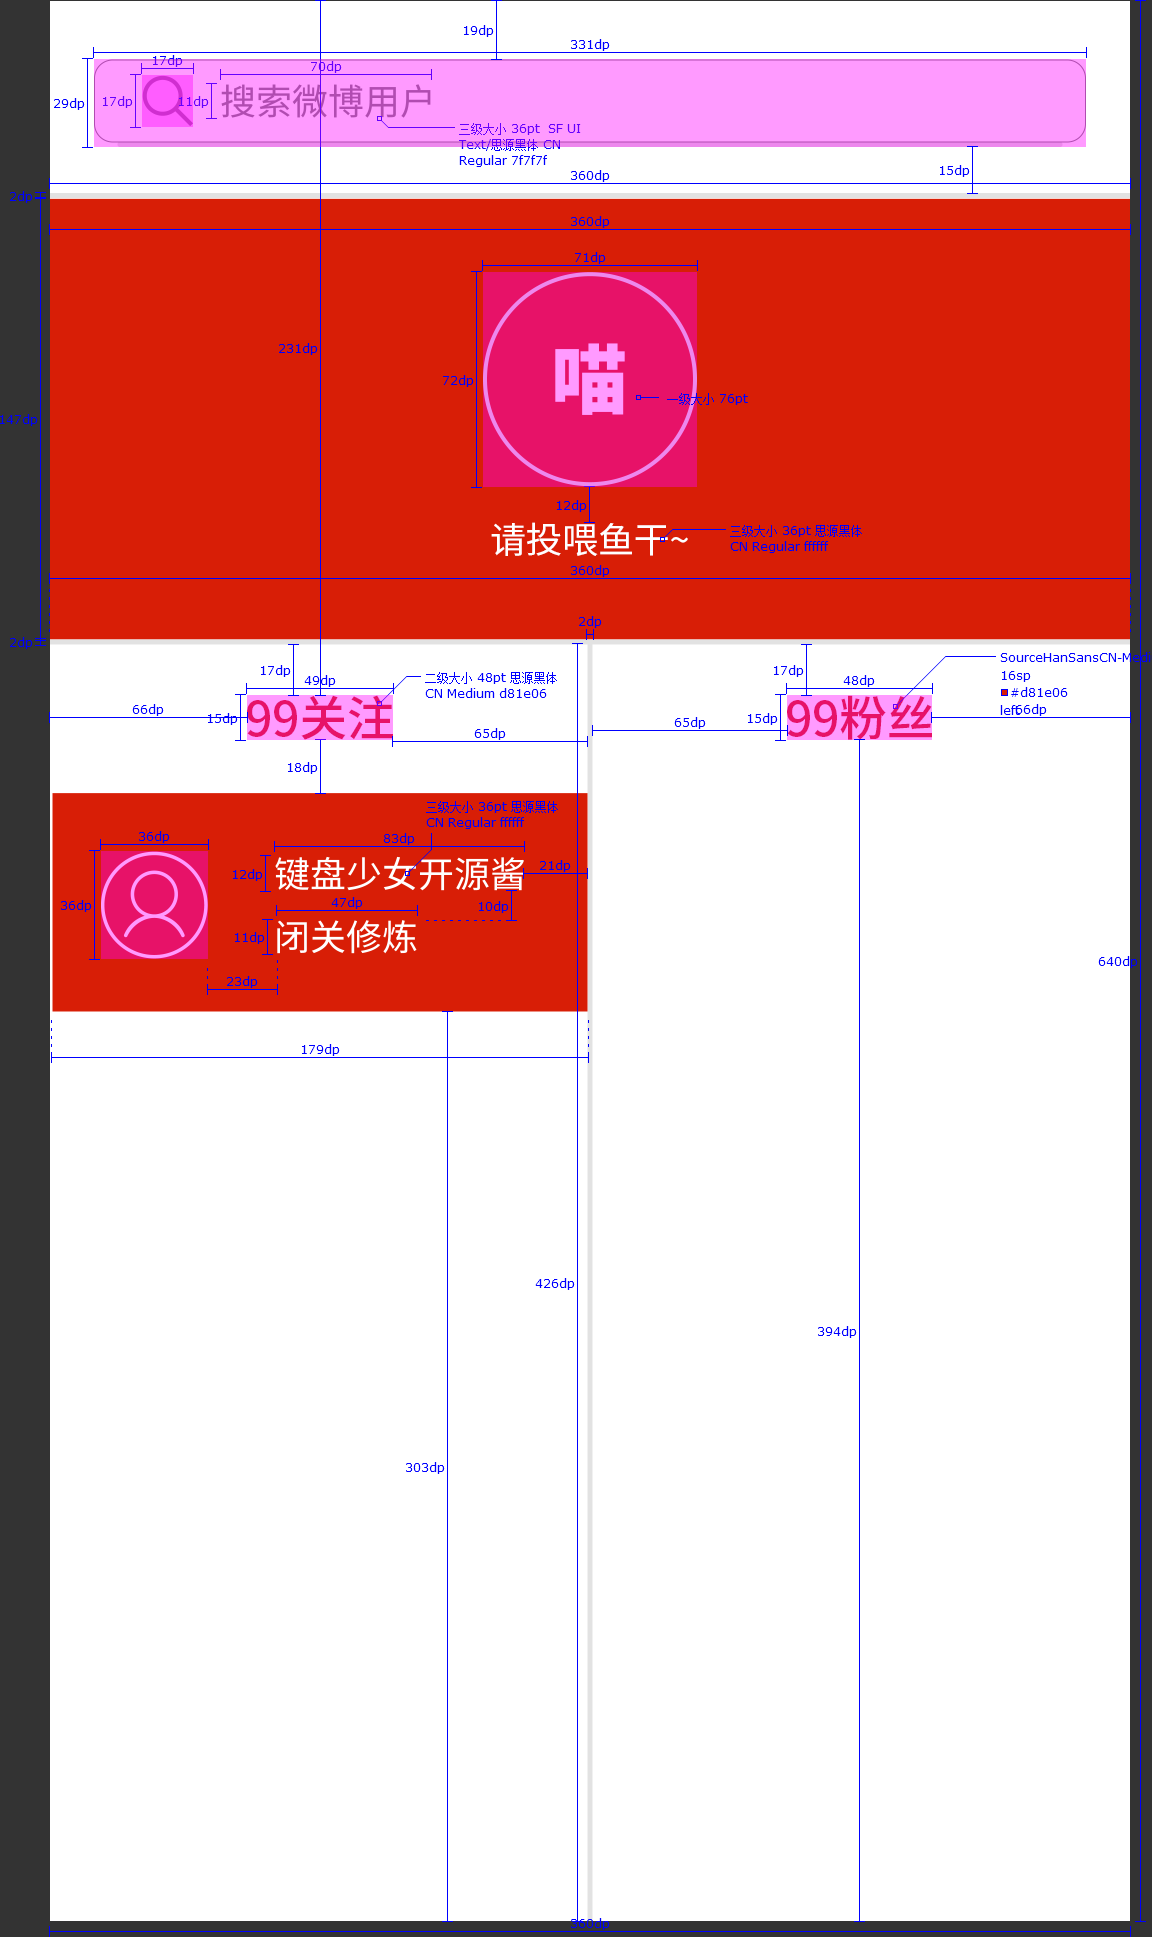 19dp
331dp
17dp
70dp
29dp
17dp
11dp
搜索微博用户
三级大小 36pt  SF UI
Text/思源黑体 CN
Regular 7f7f7f
15dp
360dp
2dp
360dp
71dp
231dp
72dp
喵
一级大小 76pt
147dp
12dp
请投喂鱼干~
三级大小 36pt 思源黑体
CN Regular ffffff
360dp
2dp
2dp
17dp
49dp
二级大小 48pt 思源黑体
CN Medium d81e06
17dp
48dp
SourceHanSansCN-Medi
16sp
#d81e06
left
66dp
66dp
15dp
99关注
65dp
65dp
15dp
99粉丝
18dp
三级大小 36pt 思源黑体
CN Regular ffffff
36dp
83dp
12dp
键盘少女开源酱
21dp
36dp
47dp
10dp
11dp
闭关修炼
23dp
640dp
179dp
426dp
394dp
303dp
360dp